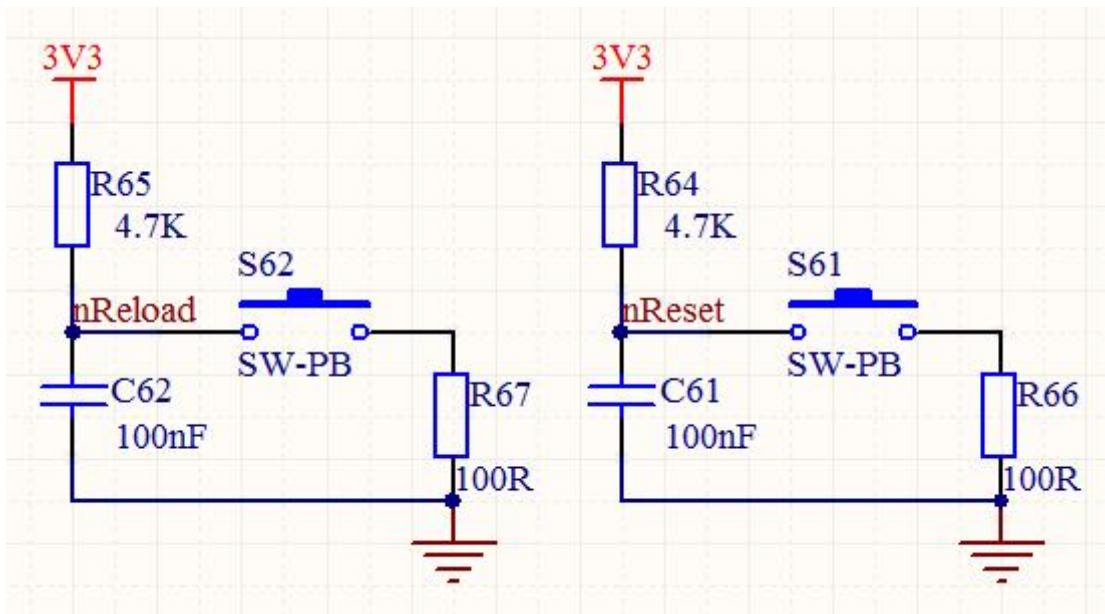 3V3
R65
4.7K
S62
nReload
SW-PB
C62
100nF
R67
100R
3V3
R64
4.7K
S61
nReset
SW-PB
C61
100nF
R66
100R